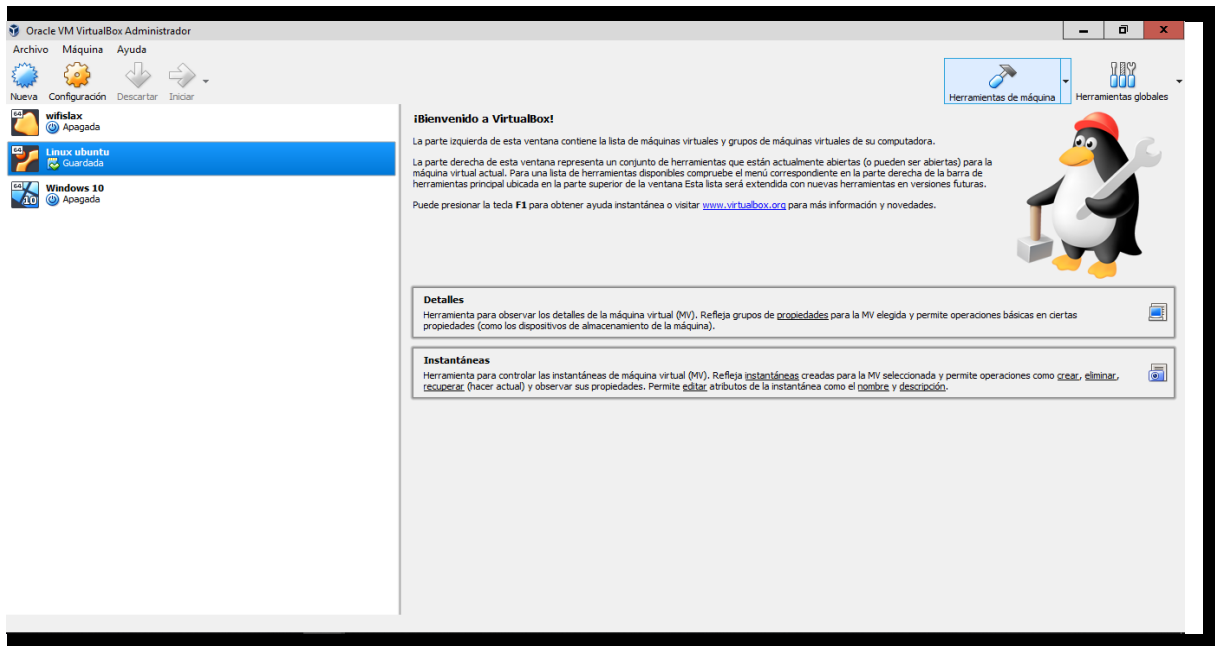 Oracle VM VirtualBox Administrador
Archivo Máquina Ayuda
Nueva Configuración Descartar Iniciar
Herramientas de máquina Herramientas globales
64 wifislax
Apagada
64 Linux ubuntu
Guardada
64 Windows 10
10 Apagada
¡Bienvenido a VirtualBox!
La parte izquierda de esta ventana contiene la lista de máquinas virtuales y grupos de máquinas virtuales de su computadora.
La parte derecha de esta ventana representa un conjunto de herramientas que están actualmente abiertas (o pueden ser abiertas) para la
máquina virtual actual. Para una lista de herramientas disponibles compruebe el menú correspondiente en la parte derecha de la barra de
herramientas principal ubicada en la parte superior de la ventana Esta lista será extendida con nuevas herramientas en versiones futuras.
Puede presionar la tecla F1 para obtener ayuda instantánea o visitar www.virtualbox.org para más información y novedades.
Detalles
Herramienta para observar los detalles de la máquina virtual (MV). Refleja grupos de propiedades para la MV elegida y permite operaciones básicas en ciertas
propiedades (como los dispositivos de almacenamiento de la máquina).
Instantáneas
Herramienta para controlar las instantáneas de máquina virtual (MV). Refleja instantáneas creadas para la MV seleccionada y permite operaciones como crear, eliminar,
recuperar (hacer actual) y observar sus propiedades. Permite editar atributos de la instantánea como el nombre y descripción.